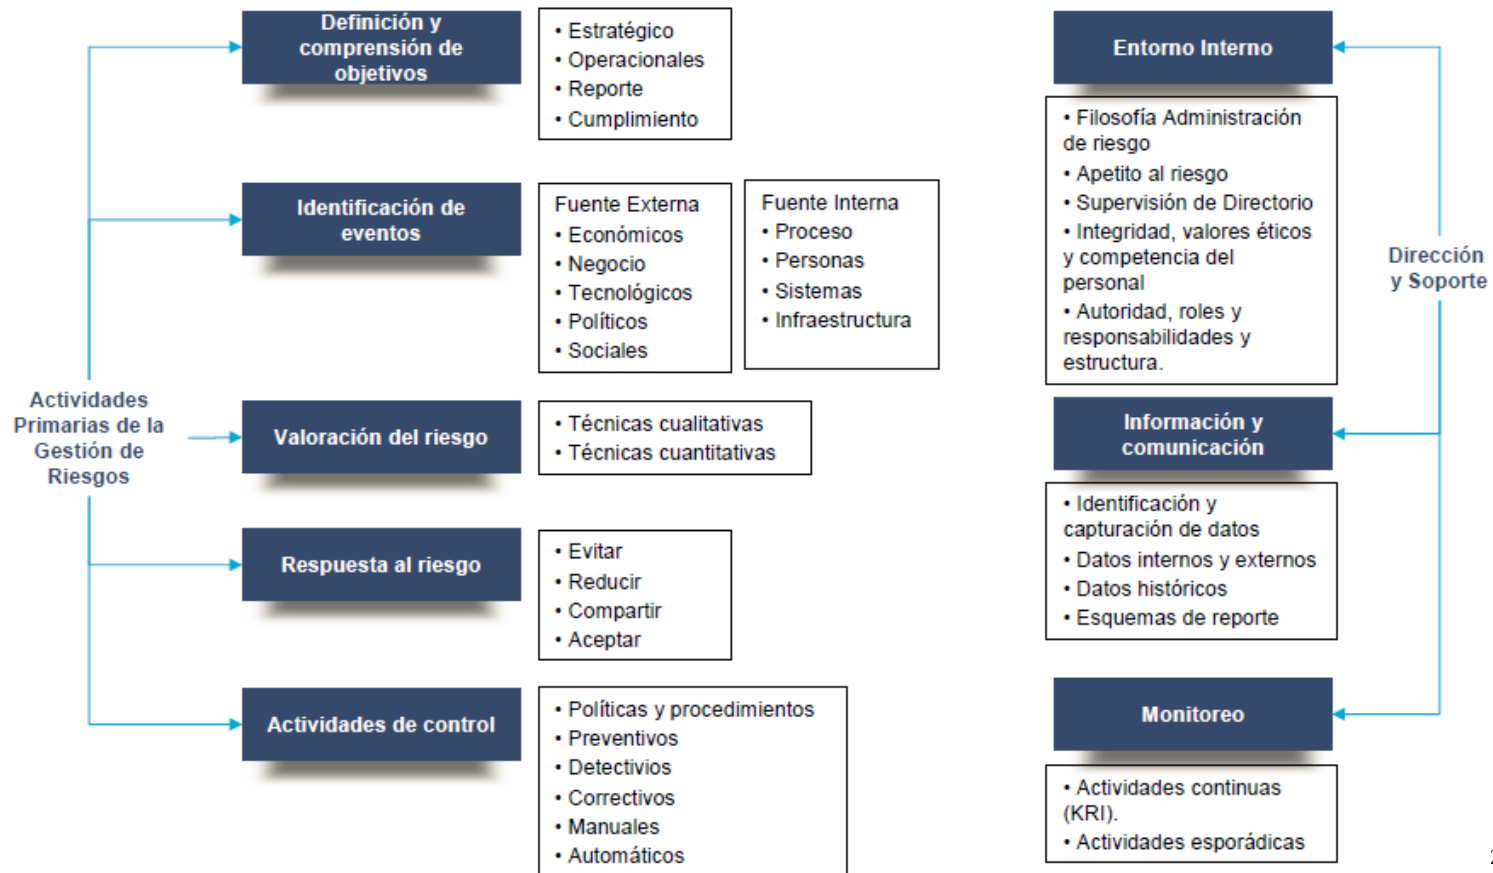 Actividades
Primarias de la
Gestión de
Riesgos
Definición y
comprensión de
objetivos
• Estratégico
• Operacionales
• Reporte
• Cumplimiento
Identificación de
eventos
Fuente Externa
• Económicos
• Negocio
• Tecnológicos
• Políticos
• Sociales
Fuente Interna
• Proceso
• Personas
• Sistemas
• Infraestructura
Valoración del riesgo
• Técnicas cualitativas
• Técnicas cuantitativas
Respuesta al riesgo
• Evitar
• Reducir
• Compartir
• Aceptar
Actividades de control
• Políticas y procedimientos
• Preventivos
• Detectivios
• Correctivos
• Manuales
• Automáticos
Dirección
y Soporte
Entorno Interno
• Filosofía Administración
de riesgo
• Apetito al riesgo
• Supervisión de Directorio
• Integridad, valores éticos
y competencia del
personal
• Autoridad, roles y
responsabilidades y
estructura.
Información y
comunicación
• Identificación y
capturación de datos
• Datos internos y externos
• Datos históricos
• Esquemas de reporte
Monitoreo
• Actividades continuas
(KRI).
• Actividades esporádicas